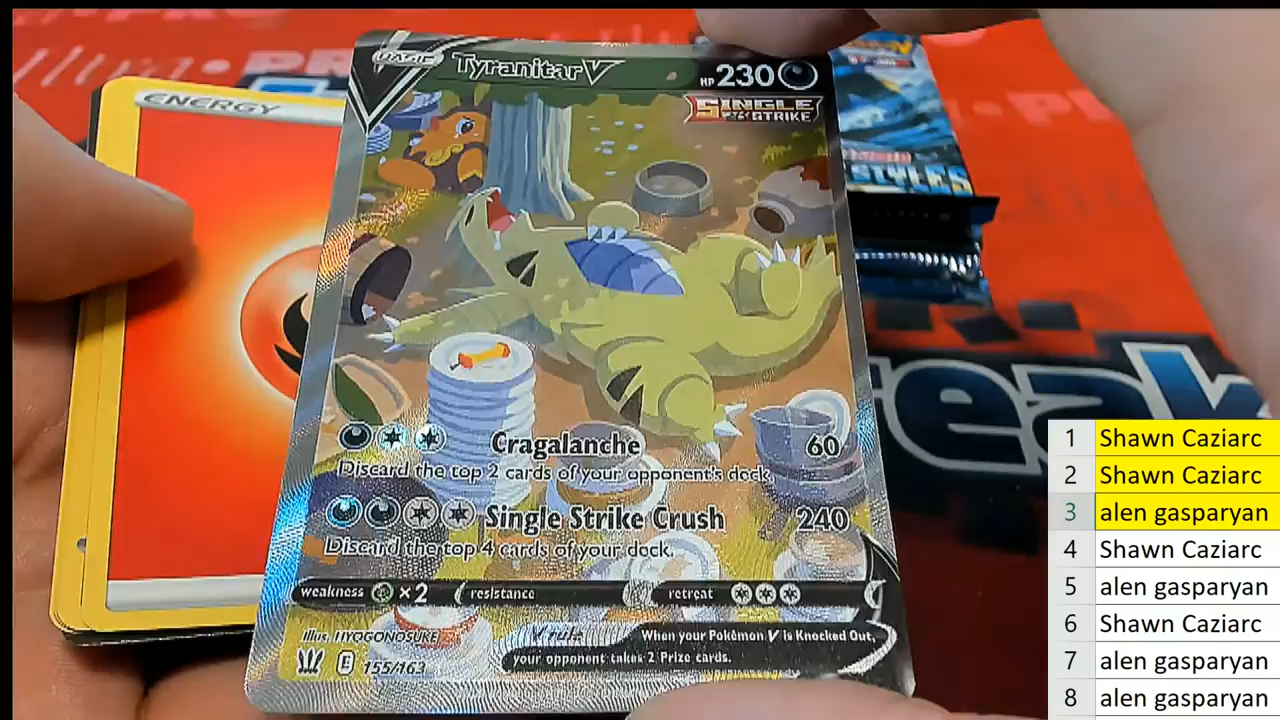 Ultra PRO
ENERGY
BASIC
Tyranitar V
HP 230
SINGLE
STRIKE
STYLES
Cragalanche 60
Discard the top 2 cards of your opponent's deck.
Single Strike Crush 240
Discard the top 4 cards of your deck.
weakness ×2 resistance retreat
illus. HYOGONOSUKE
V rule
When your Pokémon V is Knocked Out,
your opponent takes 2 Prize cards.
E 155/163
reak
1 Shawn Caziarc
2 Shawn Caziarc
3 alen gasparyan
4 Shawn Caziarc
5 alen gasparyan
6 Shawn Caziarc
7 alen gasparyan
8 alen gasparyan